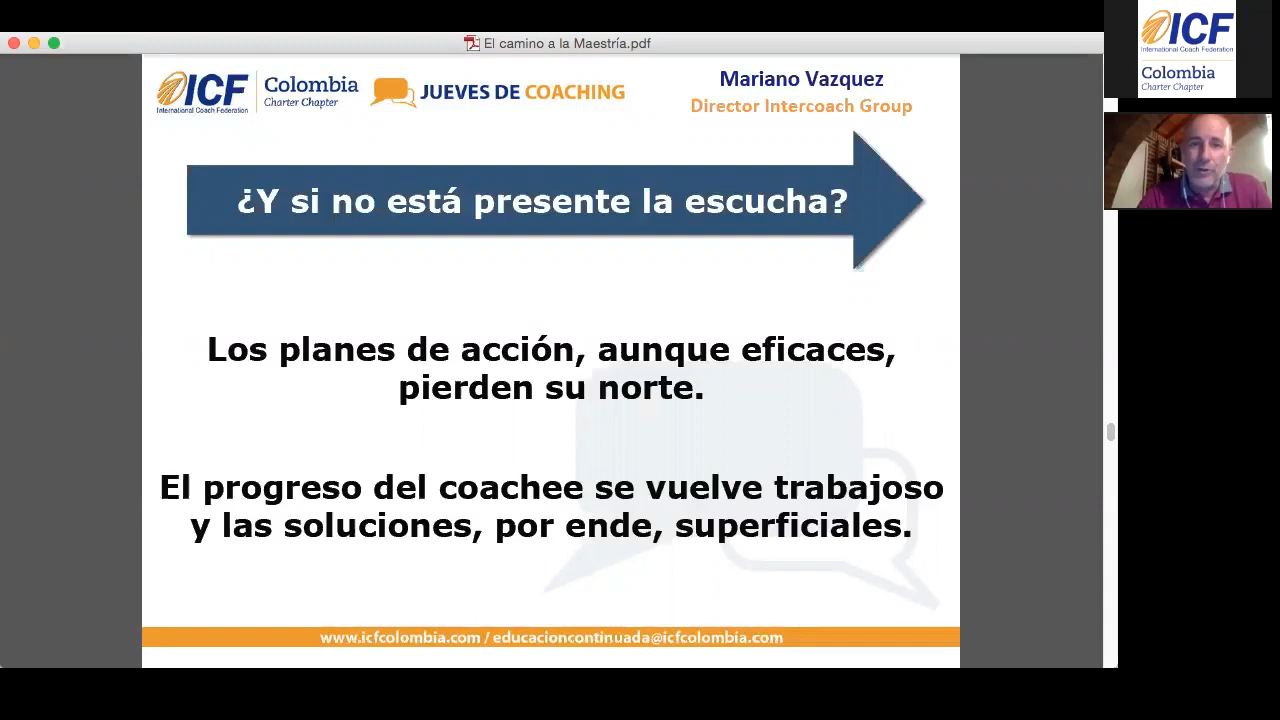 El camino a la Maestría.pdf
ICF
International Coach Federation
Colombia
Charter Chapter
JUEVES DE COACHING
Mariano Vazquez
Director Intercoach Group
¿Y si no está presente la escucha?
Los planes de acción, aunque eficaces,
pierden su norte.
El progreso del coachee se vuelve trabajoso
y las soluciones, por ende, superficiales.
www.icfcolombia.com / educacioncontinuada@icfcolombia.com
ICF
International Coach Federation
Colombia
Charter Chapter